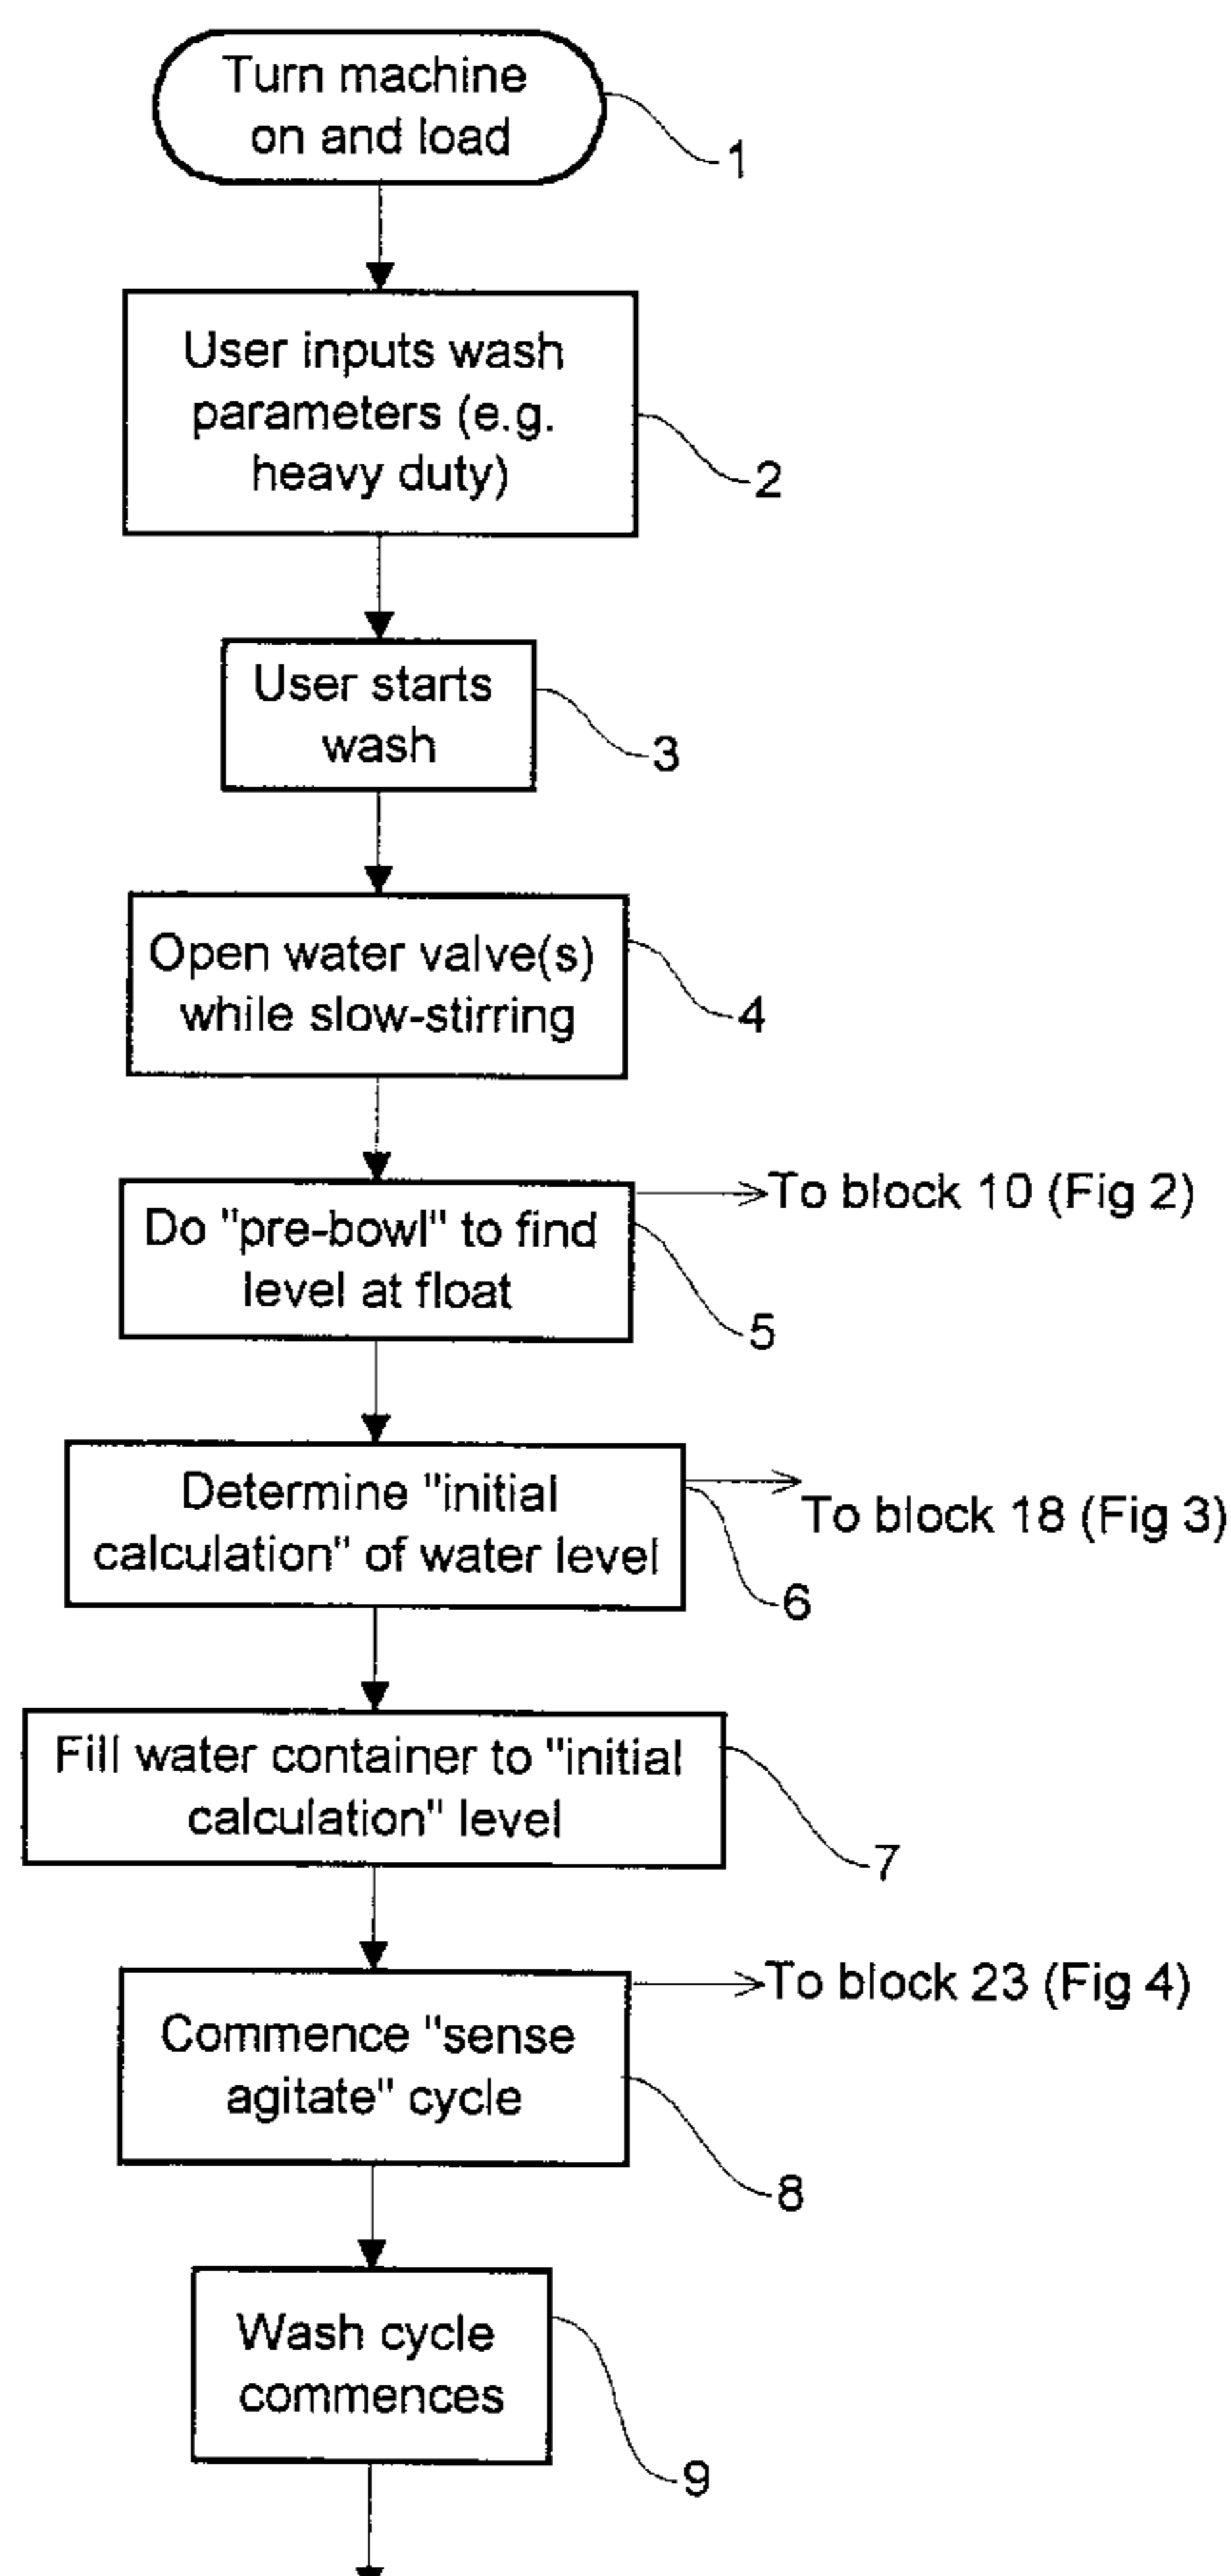 Turn machine
on and load
1
User inputs wash
parameters (e.g.
heavy duty)
2
User starts
wash
3
Open water valve(s)
while slow-stirring
4
To block 10 (Fig 2)
Do "pre-bowl" to find
level at float
5
Determine "initial
calculation" of water level
To block 18 (Fig 3)
6
Fill water container to "initial
calculation" level
7
To block 23 (Fig 4)
Commence "sense
agitate" cycle
8
Wash cycle
commences
9